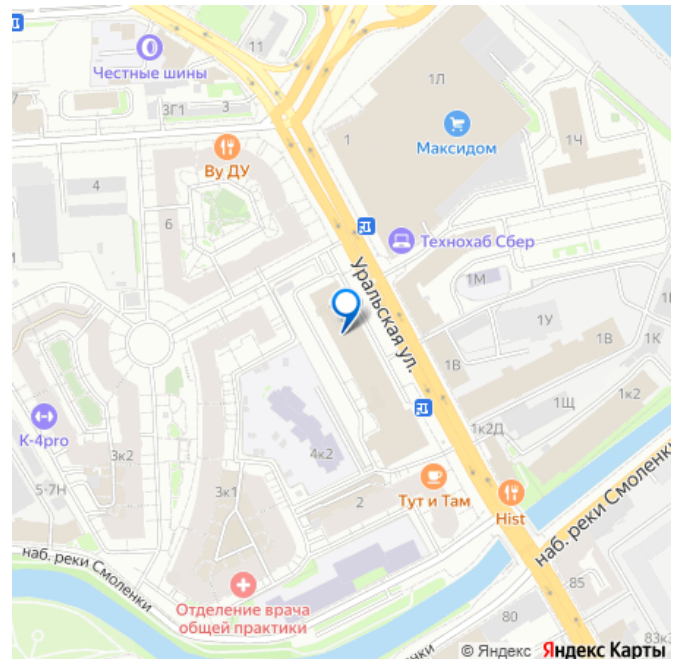 11
Честные шины
1Л
3Г1
3
1
Максидом
1Ч
Ву ДУ
4
6
Технохаб Сбер
Уральская ул.
1М
1У
1В
1В
1К
1Щ
1к2
К-4pro
3к2
4к2
1к2Д
5-7Н
3к1
2
Тут и Там
Hist
наб. реки Смоленки
наб. реки Смоленки
85
Отделение врача
общей практики
80
83к3
© Яндекс Яндекс Карты